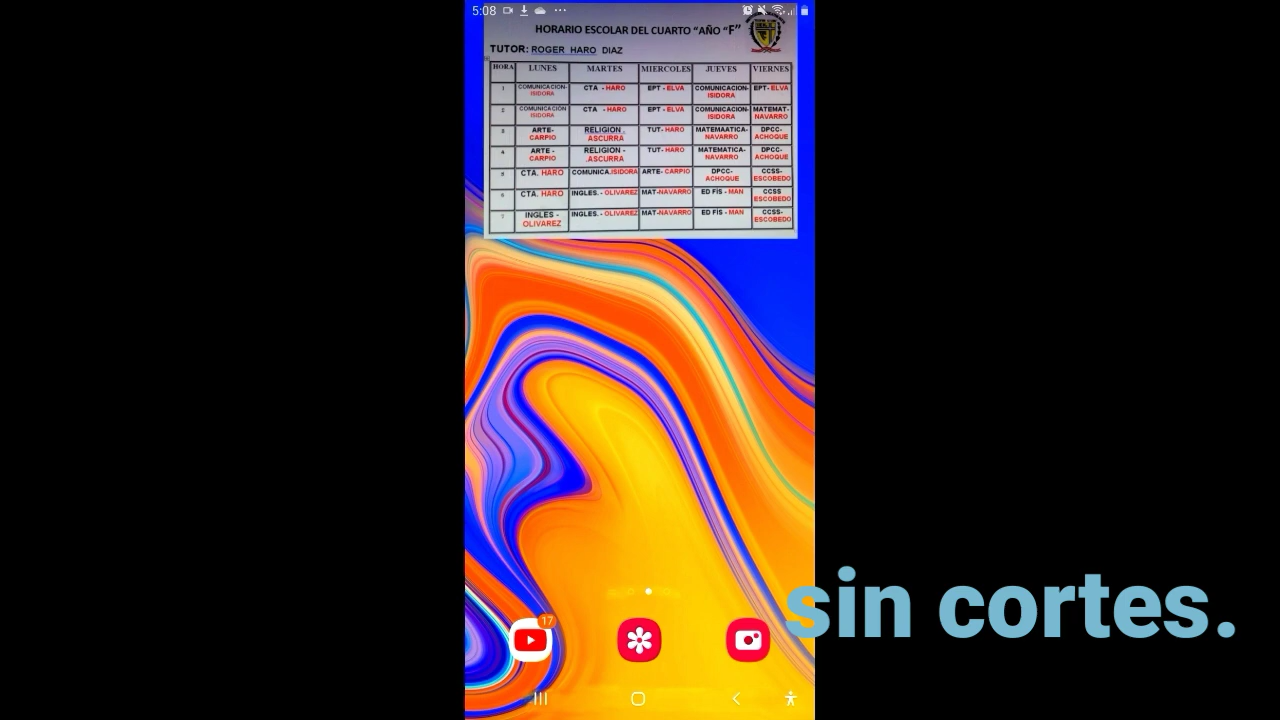 5:08
HORARIO ESCOLAR DEL CUARTO “AÑO “F”
TUTOR: ROGER HARO DIAZ
HORA LUNES MARTES MIERCOLES JUEVES VIERNES
1 COMUNICACION- ISIDORA CTA - HARO EPT - ELVA COMUNICACION- ISIDORA EPT- ELVA
2 COMUNICACIÓN ISIDORA CTA - HARO EPT - ELVA COMUNICACION- ISIDORA MATEMAT- NAVARRO
3 ARTE- CARPIO RELIGION . ASCURRA TUT- HARO MATEMAATICA- NAVARRO DPCC- ACHOQUE
4 ARTE - CARPIO RELIGION - .ASCURRA TUT- HARO MATEMATICA- NAVARRO DPCC- ACHOQUE
5 CTA. HARO COMUNICA.ISIDORA ARTE- CARPIO DPCC- ACHOQUE CCSS- ESCOBEDO
6 CTA. HARO INGLES. - OLIVAREZ MAT-NAVARRO ED FÍS - MAN CCSS ESCOBEDO
7 INGLES - OLIVAREZ INGLES. - OLIVAREZ MAT-NAVARRO ED FÍS - MAN CCSS- ESCOBEDO
17
sin cortes.